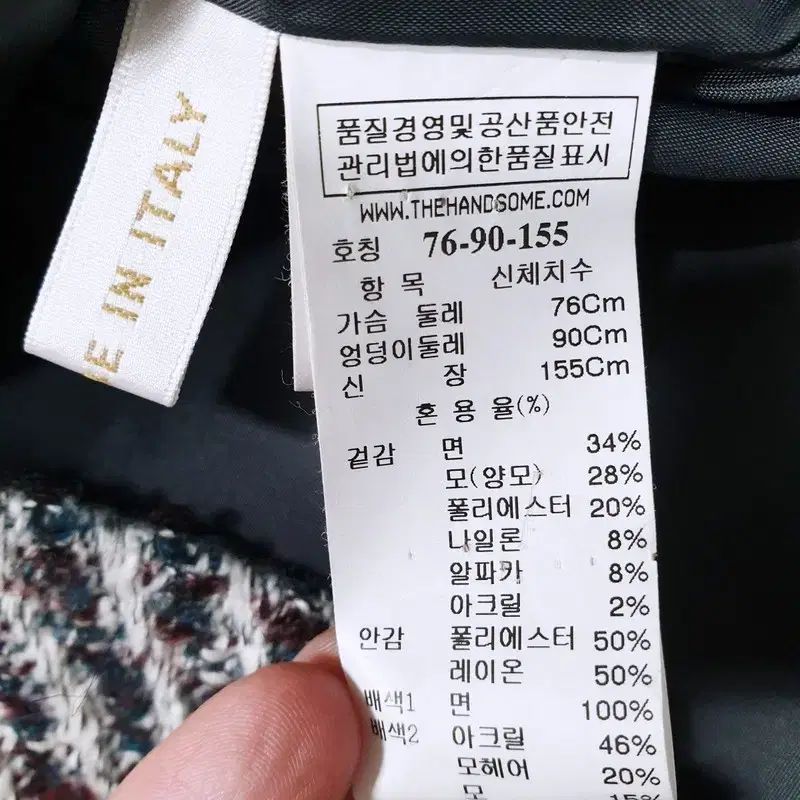 E IN ITALY
품질경영및공산품안전
관리법에의한품질표시
WWW.THEHANDSOME.COM
호칭 76-90-155
항 목 신체치수
가슴 둘레 76Cm
엉덩이둘레 90Cm
신 장 155Cm
혼 용 율(%)
겉감 면 34%
모(양모) 28%
폴리에스터 20%
나일론 8%
알파카 8%
아크릴 2%
안감 폴리에스터 50%
레이온 50%
배색1 면 100%
배색2 아크릴 46%
모헤어 20%
모 15%